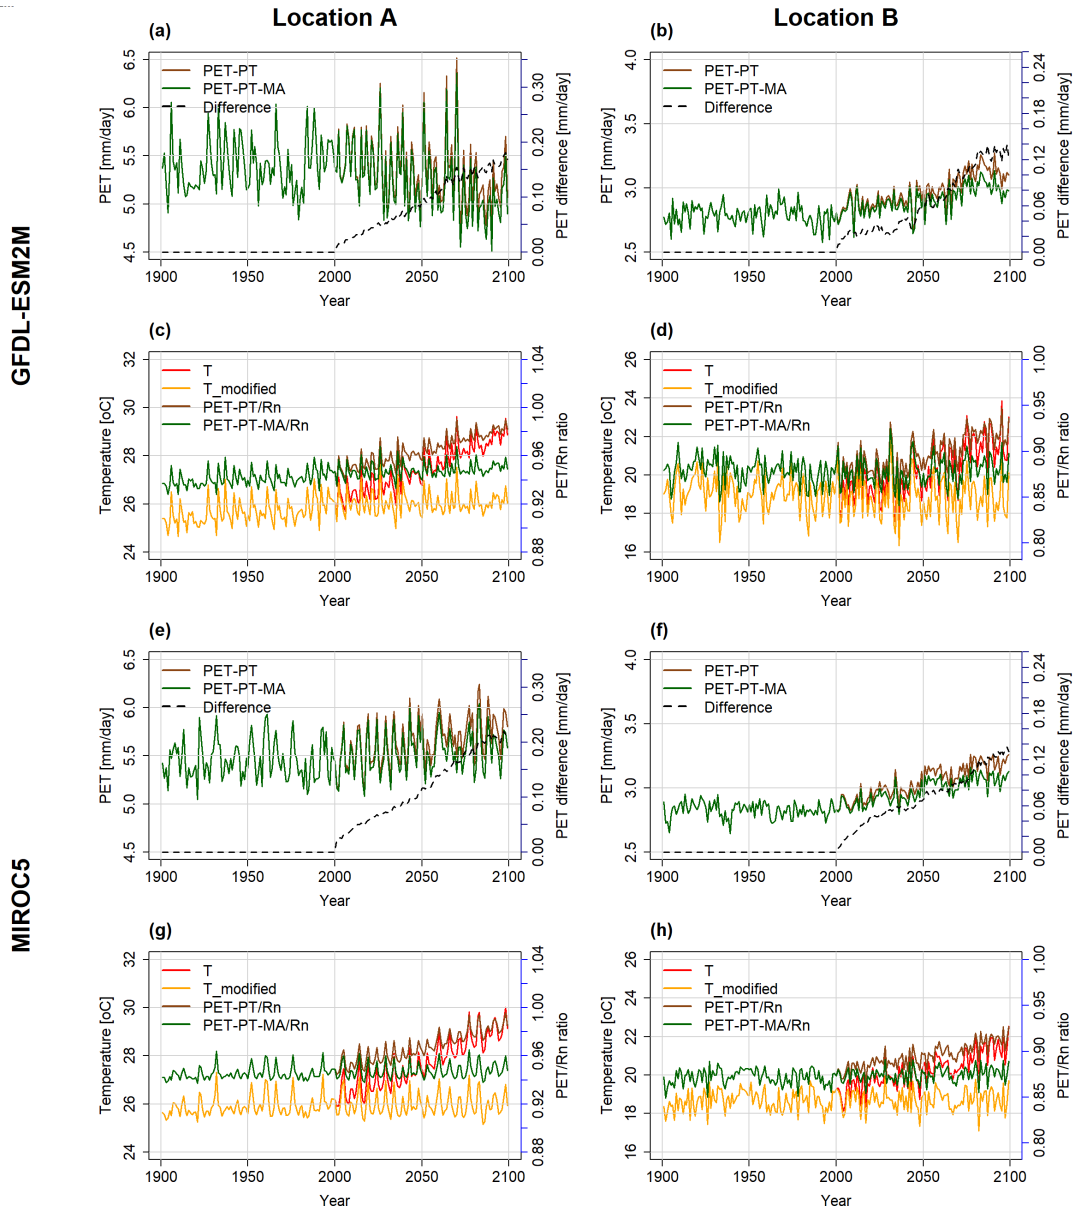 Location A
Location B
GFDL-ESM2M
(a)
PET-PT
PET-PT-MA
Difference
PET [mm/day]
4.5 5.0 5.5 6.0 6.5
PET difference [mm/day]
0.00 0.10 0.20 0.30
1900 1950 2000 2050 2100
Year
(b)
PET-PT
PET-PT-MA
Difference
PET [mm/day]
2.5 3.0 3.5 4.0
PET difference [mm/day]
0.00 0.06 0.12 0.18 0.24
1900 1950 2000 2050 2100
Year
(c)
T
T_modified
PET-PT/Rn
PET-PT-MA/Rn
Temperature [oC]
24 26 28 30 32
PET/Rn ratio
0.88 0.92 0.96 1.00 1.04
1900 1950 2000 2050 2100
Year
(d)
T
T_modified
PET-PT/Rn
PET-PT-MA/Rn
Temperature [oC]
16 18 20 22 24 26
PET/Rn ratio
0.80 0.85 0.90 0.95 1.00
1900 1950 2000 2050 2100
Year
MIROC5
(e)
PET-PT
PET-PT-MA
Difference
PET [mm/day]
4.5 5.0 5.5 6.0 6.5
PET difference [mm/day]
0.00 0.10 0.20 0.30
1900 1950 2000 2050 2100
Year
(f)
PET-PT
PET-PT-MA
Difference
PET [mm/day]
2.5 3.0 3.5 4.0
PET difference [mm/day]
0.00 0.06 0.12 0.18 0.24
1900 1950 2000 2050 2100
Year
(g)
T
T_modified
PET-PT/Rn
PET-PT-MA/Rn
Temperature [oC]
24 26 28 30 32
PET/Rn ratio
0.88 0.92 0.96 1.00 1.04
1900 1950 2000 2050 2100
Year
(h)
T
T_modified
PET-PT/Rn
PET-PT-MA/Rn
Temperature [oC]
16 18 20 22 24 26
PET/Rn ratio
0.80 0.85 0.90 0.95 1.00
1900 1950 2000 2050 2100
Year